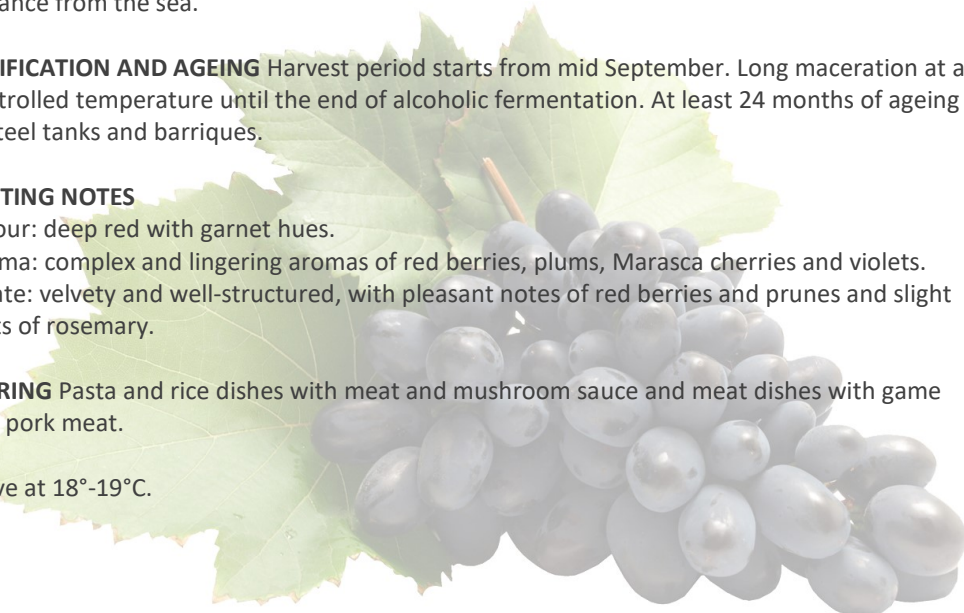 ance from the sea.
IFICATION AND AGEING Harvest period starts from mid September. Long maceration at a
trolled temperature until the end of alcoholic fermentation. At least 24 months of ageing
teel tanks and barriques.
TING NOTES
our: deep red with garnet hues.
ma: complex and lingering aromas of red berries, plums, Marasca cherries and violets.
ate: velvety and well-structured, with pleasant notes of red berries and prunes and slight
ts of rosemary.
RING Pasta and rice dishes with meat and mushroom sauce and meat dishes with game
pork meat.
ve at 18°-19°C.